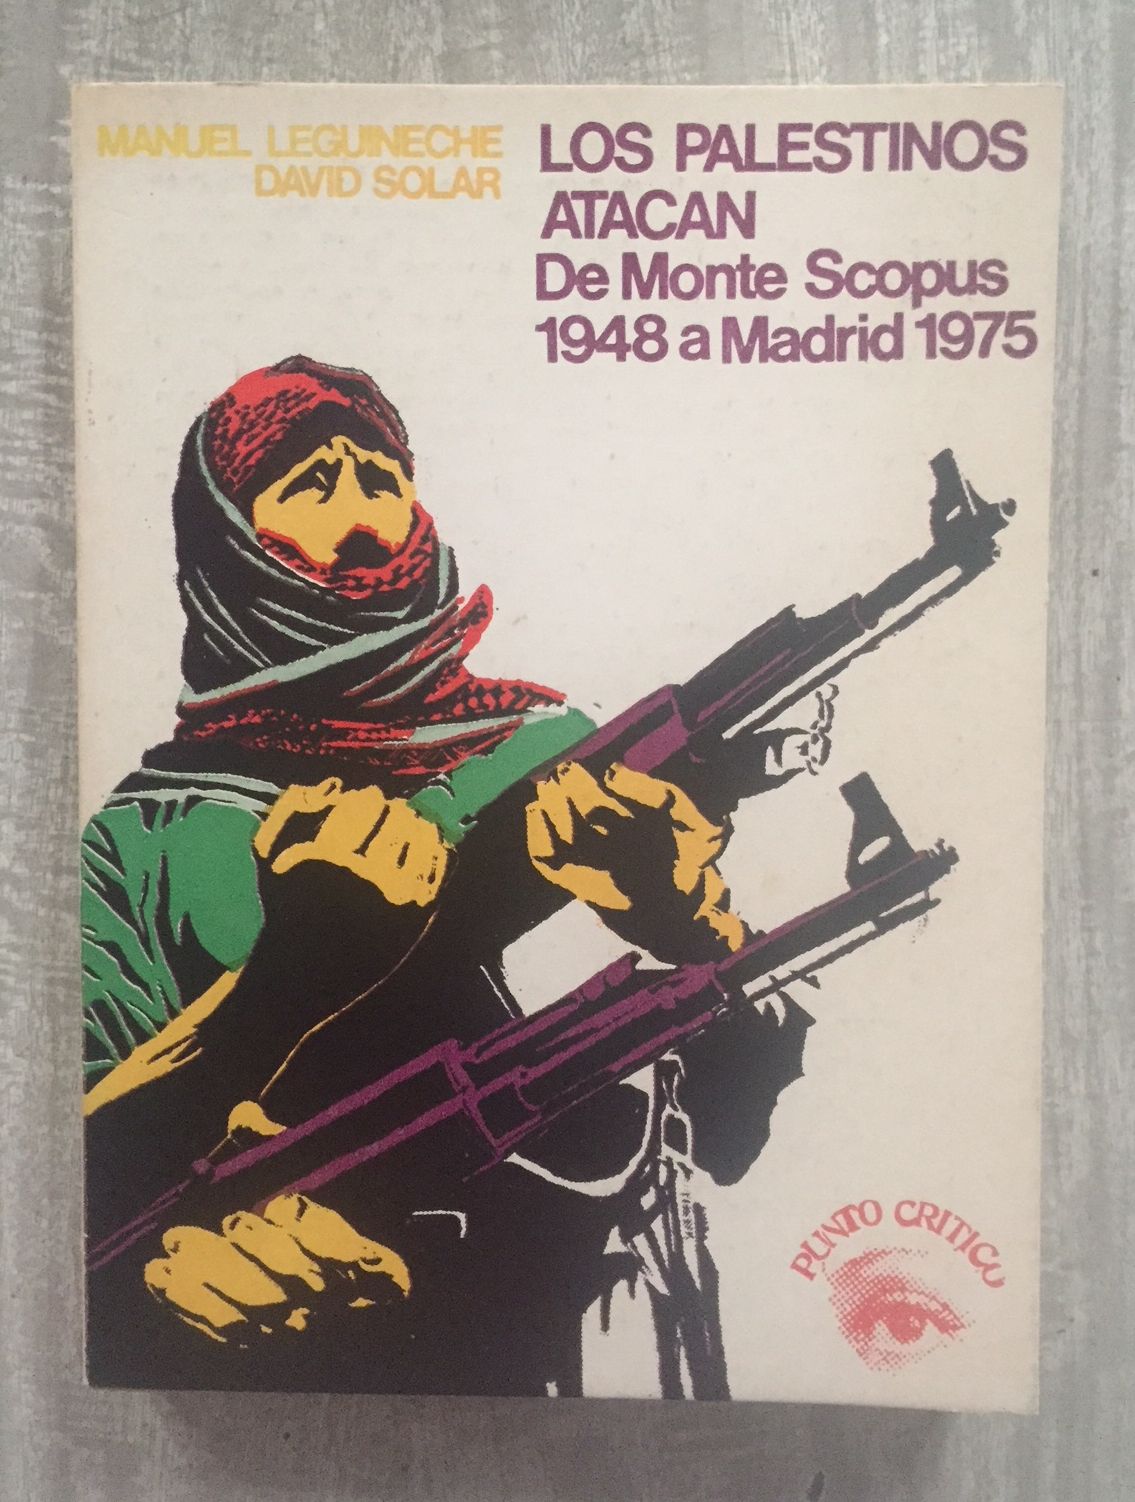 MANUEL LEGUINECHE
DAVID SOLAR
LOS PALESTINOS
ATACAN
De Monte Scopus
1948 a Madrid 1975
PUNTO CRITICO